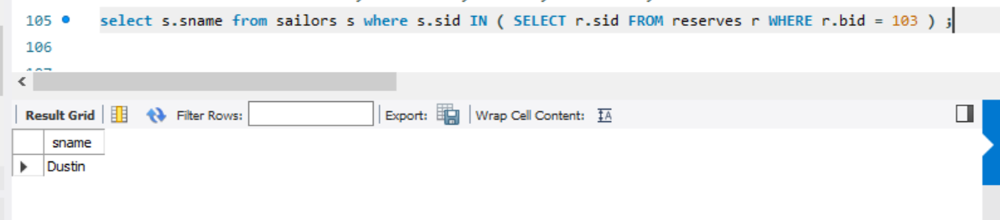 105 select s.sname from sailors s where s.sid IN ( SELECT r.sid FROM reserves r WHERE r.bid = 103 ) ;
106
Result Grid Filter Rows: Export: Wrap Cell Content: IA
sname
Dustin